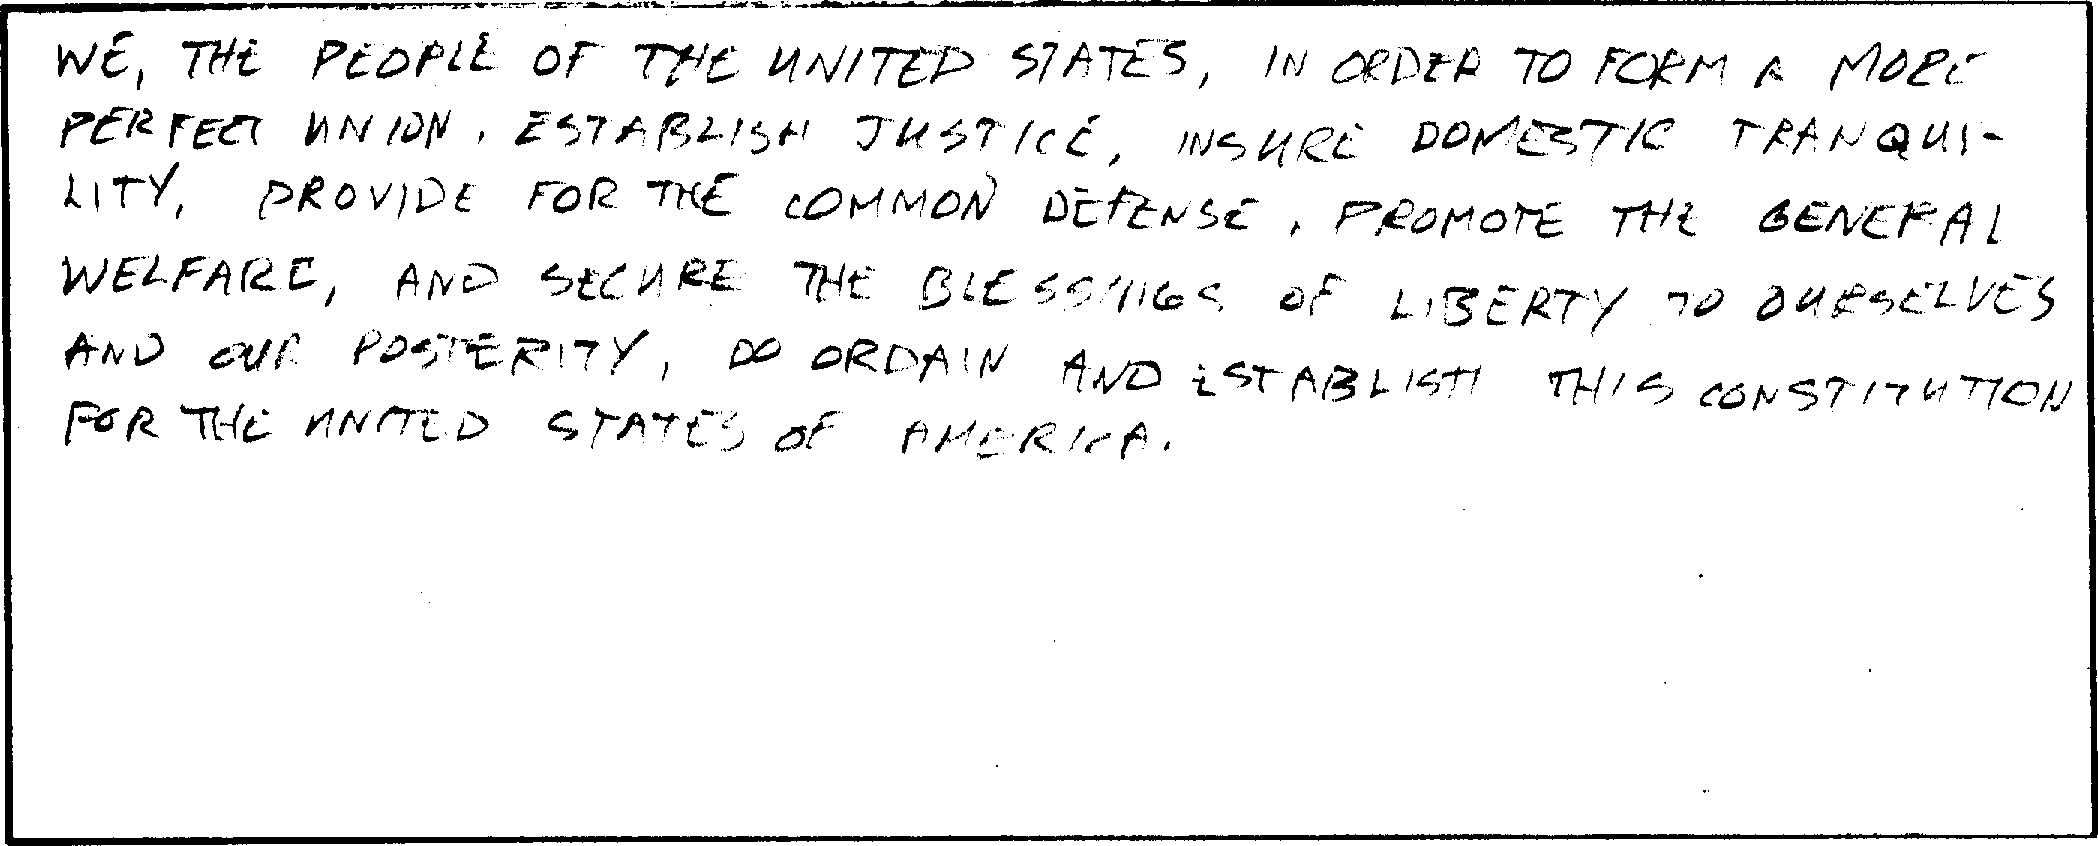 WE, THE PEOPLE OF THE UNITED STATES, IN ORDER TO FORM A MORE
PERFECT UNION, ESTABLISH JUSTICE, INSURE DOMESTIC TRANQUI-
LITY, PROVIDE FOR THE COMMON DEFENSE, PROMOTE THE GENERAL
WELFARE, AND SECURE THE BLESSINGS OF LIBERTY TO OURSELVES
AND OUR POSTERITY, DO ORDAIN AND ESTABLISH THIS CONSTITUTION
FOR THE UNITED STATES OF AMERICA.